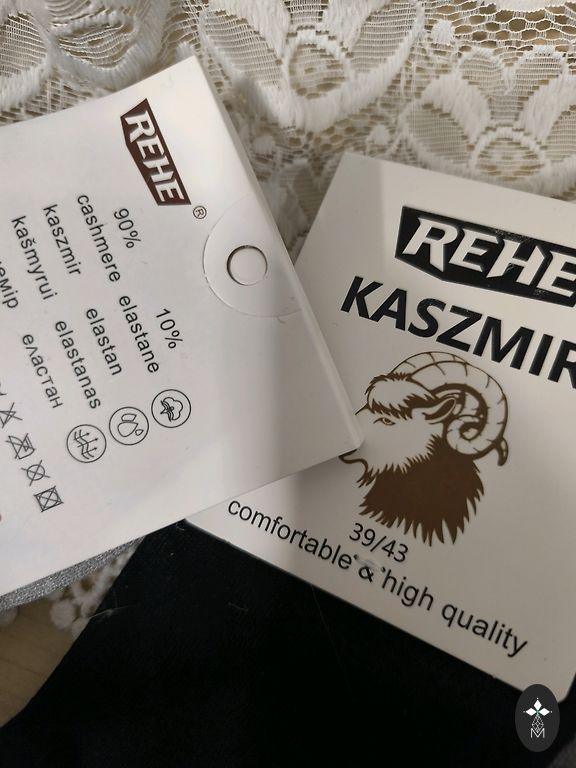 REHE
®
90% 10%
cashmere elastane
kaszmir elastan
kašmyrui elastanas
еластан
REHE
KASZMIR
39/43
comfortable & high quality
M